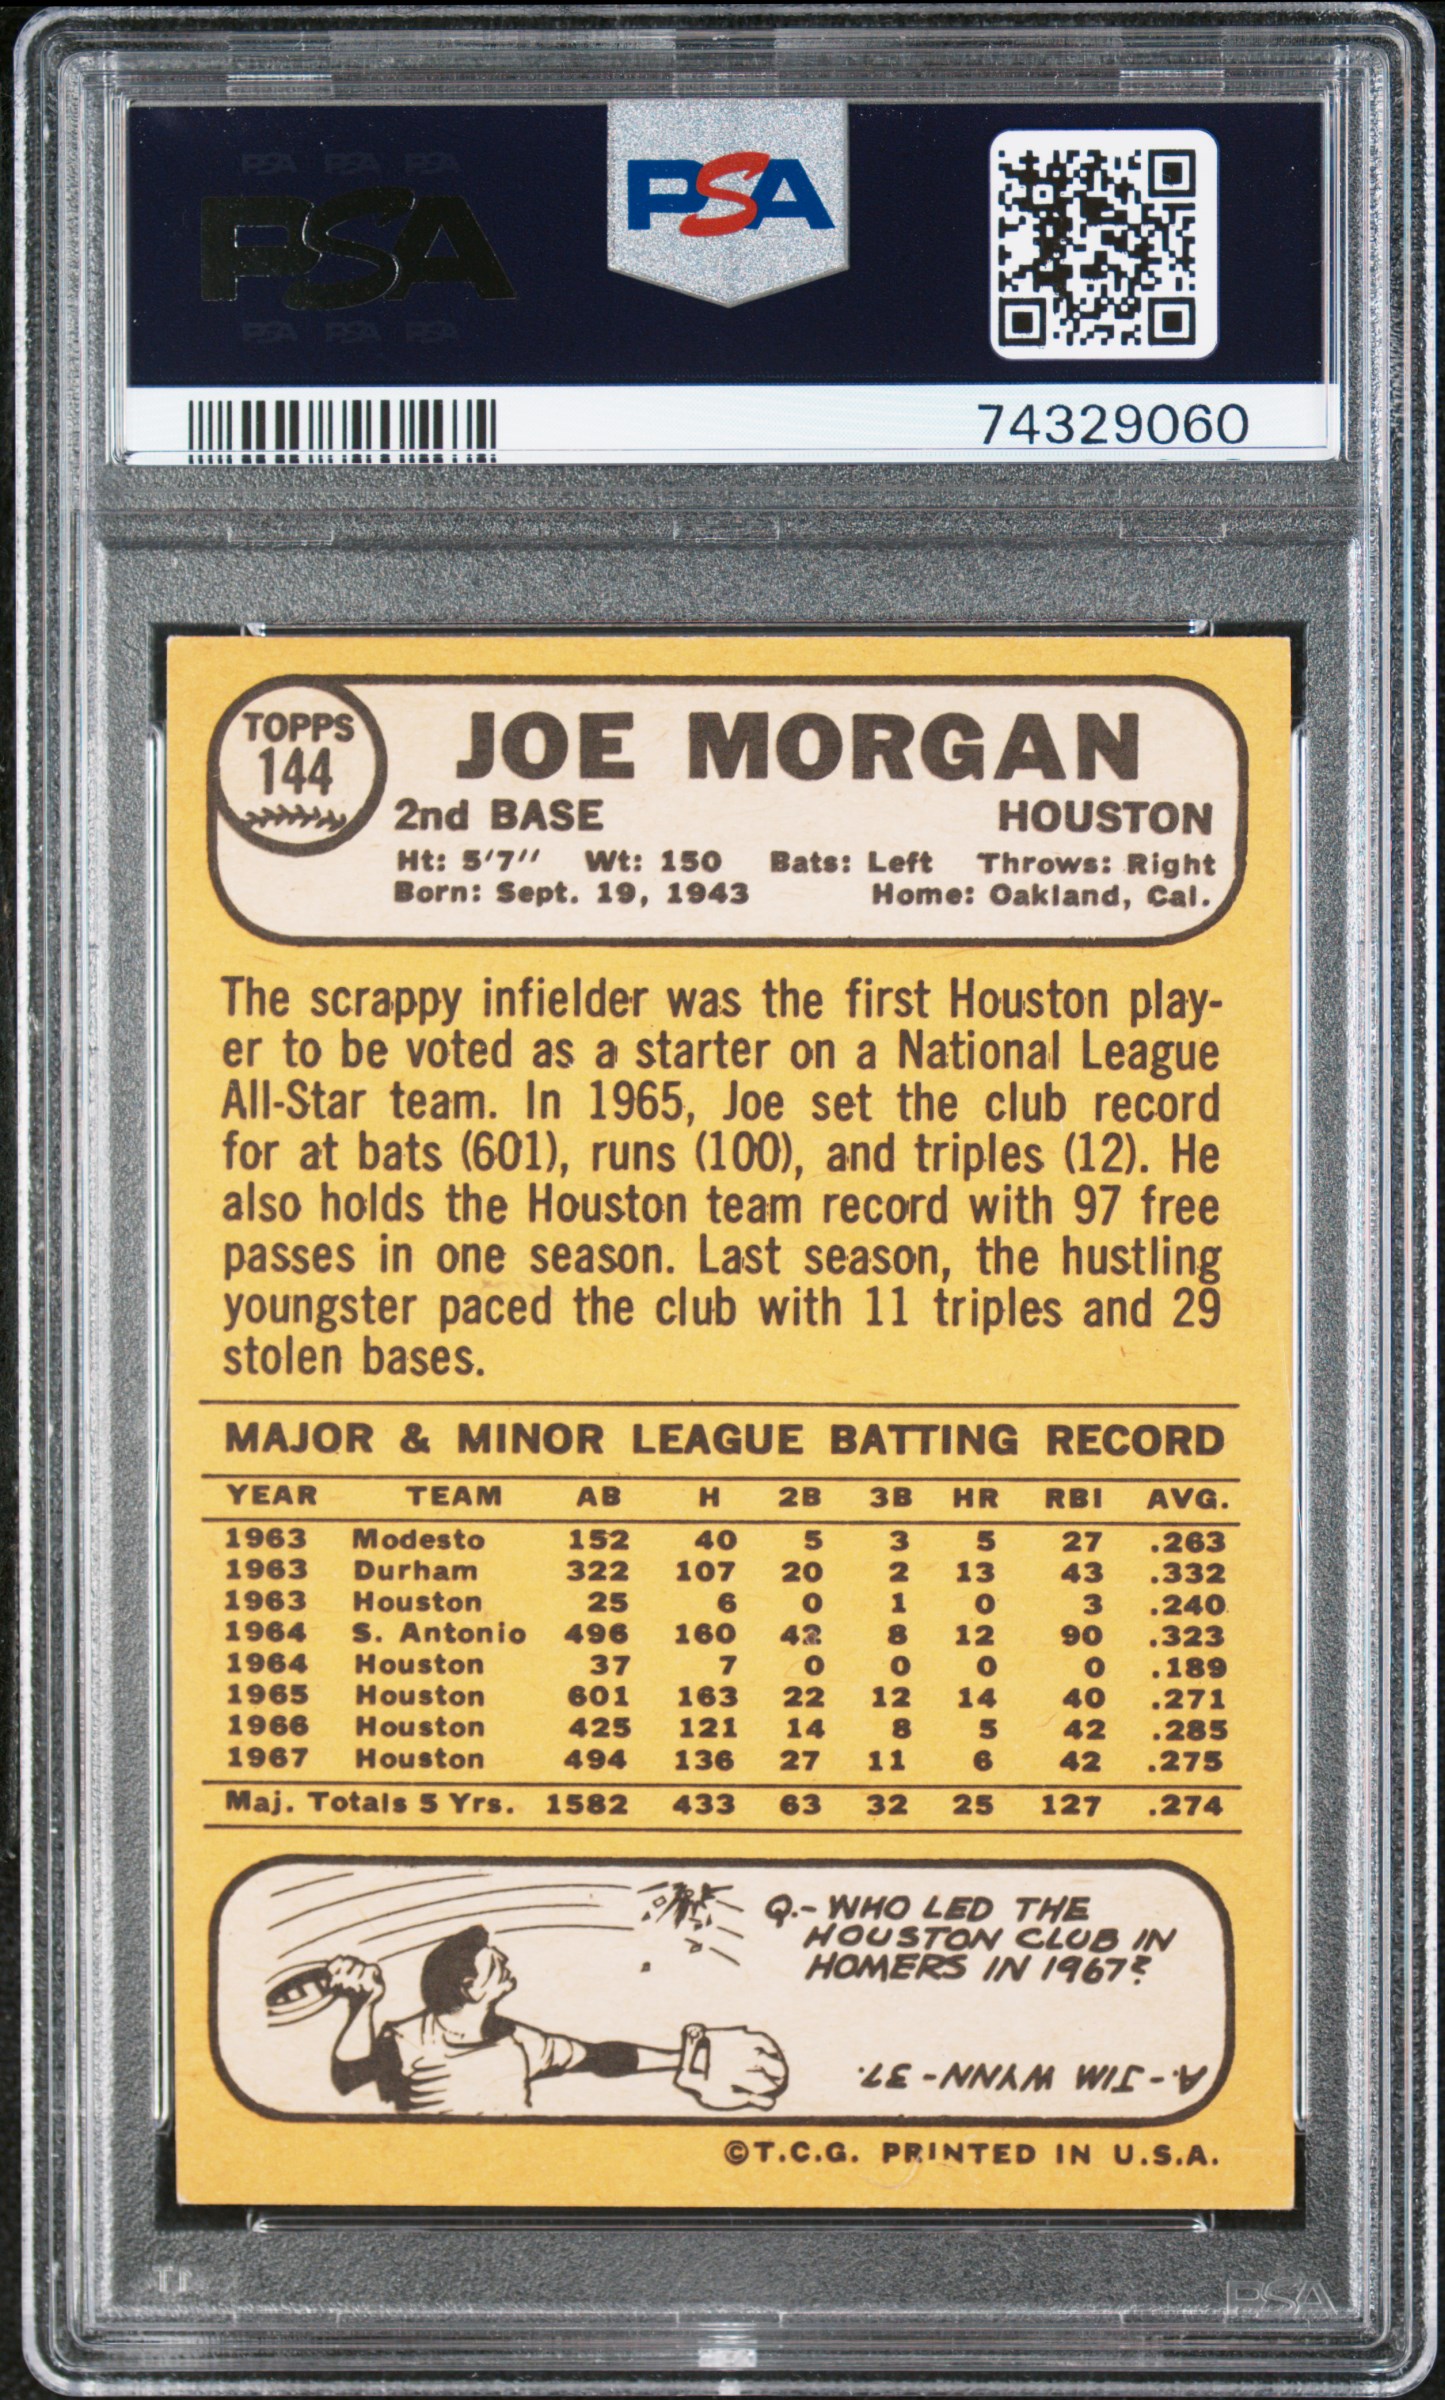 PSA PSA PSA
PSA
PSA PSA PSA
PSA
74329060
TOPPS
144
JOE MORGAN
2nd BASE HOUSTON
Ht: 5'7" Wt: 150 Bats: Left Throws: Right
Born: Sept. 19, 1943 Home: Oakland, Cal.
The scrappy infielder was the first Houston play-
er to be voted as a starter on a National League
All-Star team. In 1965, Joe set the club record
for at bats (601), runs (100), and triples (12). He
also holds the Houston team record with 97 free
passes in one season. Last season, the hustling
youngster paced the club with 11 triples and 29
stolen bases.
MAJOR & MINOR LEAGUE BATTING RECORD
YEAR TEAM AB H 2B 3B HR RBI AVG.
1963 Modesto 152 40 5 3 5 27 .263
1963 Durham 322 107 20 2 13 43 .332
1963 Houston 25 6 0 1 0 3 .240
1964 S. Antonio 496 160 42 8 12 90 .323
1964 Houston 37 7 0 0 0 0 .189
1965 Houston 601 163 22 12 14 40 .271
1966 Houston 425 121 14 8 5 42 .285
1967 Houston 494 136 27 11 6 42 .275
Maj. Totals 5 Yrs. 1582 433 63 32 25 127 .274
Q.- WHO LED THE
HOUSTON CLUB IN
HOMERS IN 1967?
A.- JIM WYNN - 37.
©T.C.G. PRINTED IN U.S.A.
T1
PSA